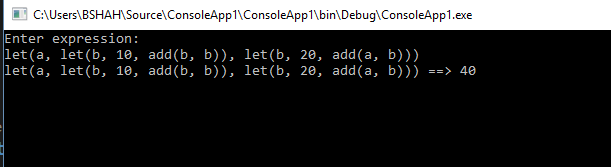 C:\Users\BSHAH\Source\ConsoleApp1\ConsoleApp1\bin\Debug\ConsoleApp1.exe
Enter expression:
let(a, let(b, 10, add(b, b)), let(b, 20, add(a, b)))
let(a, let(b, 10, add(b, b)), let(b, 20, add(a, b))) ==> 40